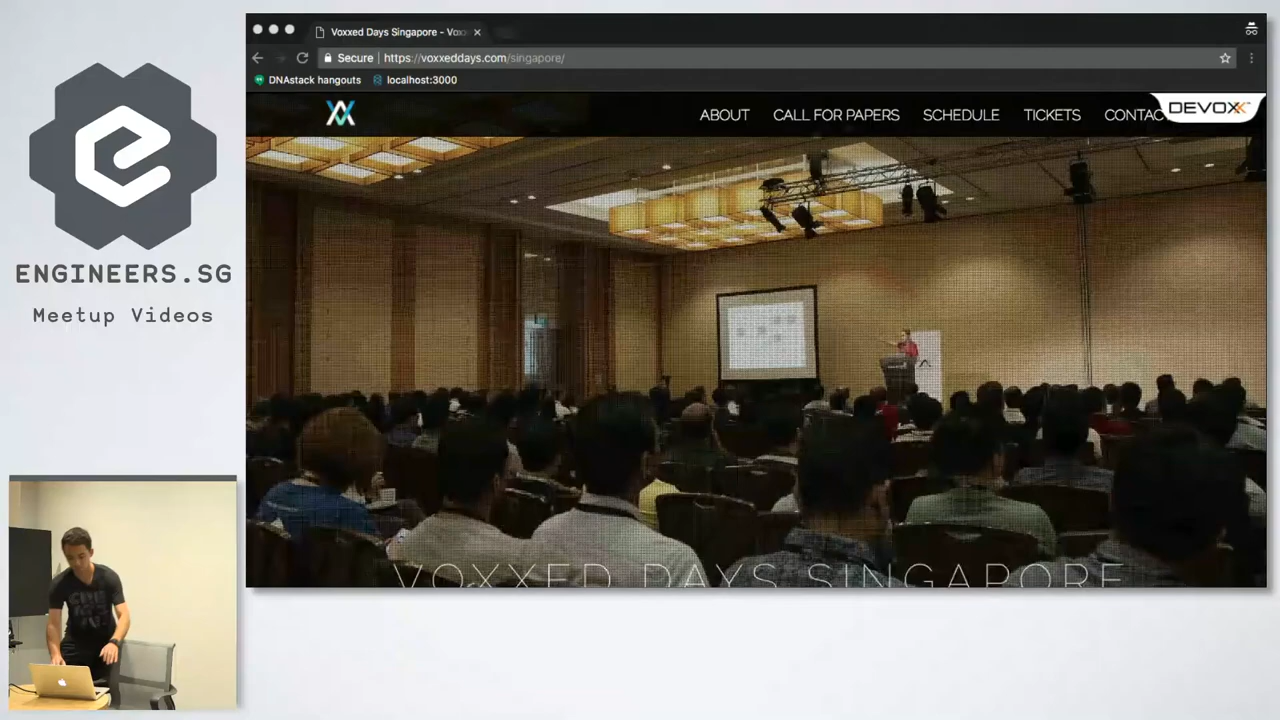 ENGINEERS.SG
Meetup Videos
Voxxed Days Singapore - Vox
Secure | https://voxxeddays.com/singapore/
DNAstack hangouts localhost:3000
ABOUT CALL FOR PAPERS SCHEDULE TICKETS CONTAC
DEVOXX
VOXXED DAYS SINGAPORE